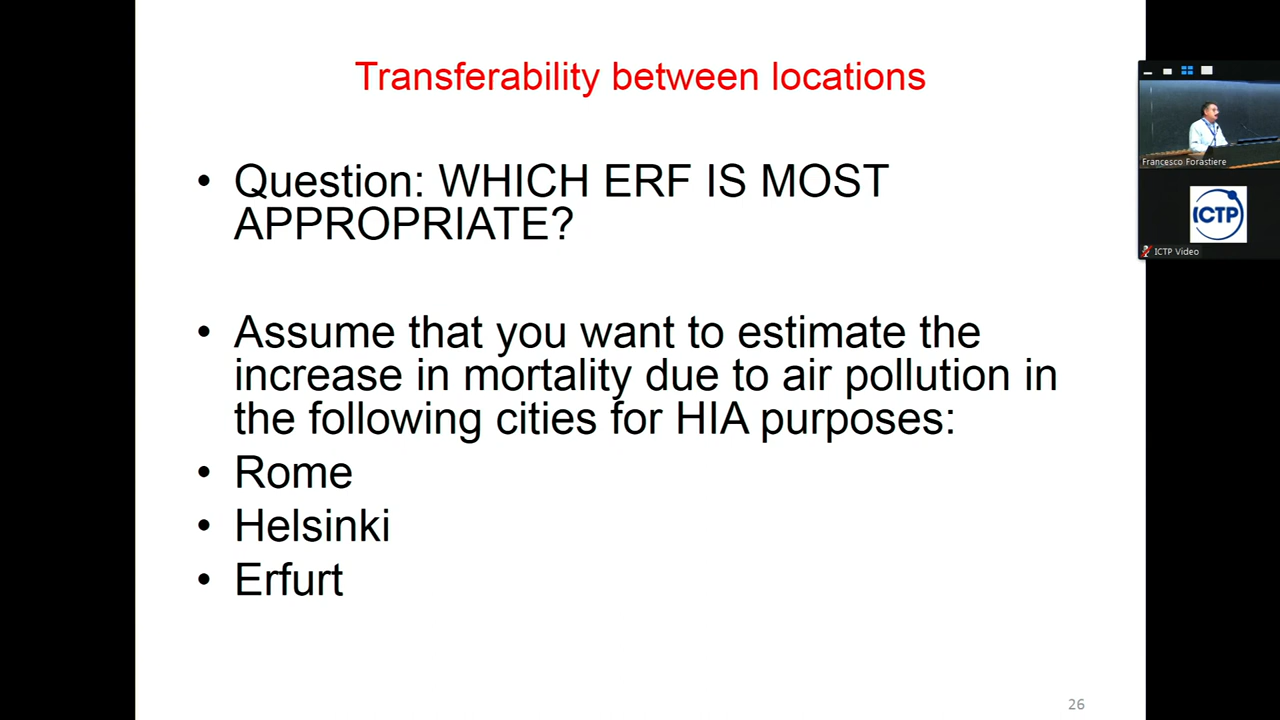 Transferability between locations
• Question: WHICH ERF IS MOST
APPROPRIATE?
• Assume that you want to estimate the
increase in mortality due to air pollution in
the following cities for HIA purposes:
• Rome
• Helsinki
• Erfurt
26
Francesco Forastiere
ICTP
ICTP Video